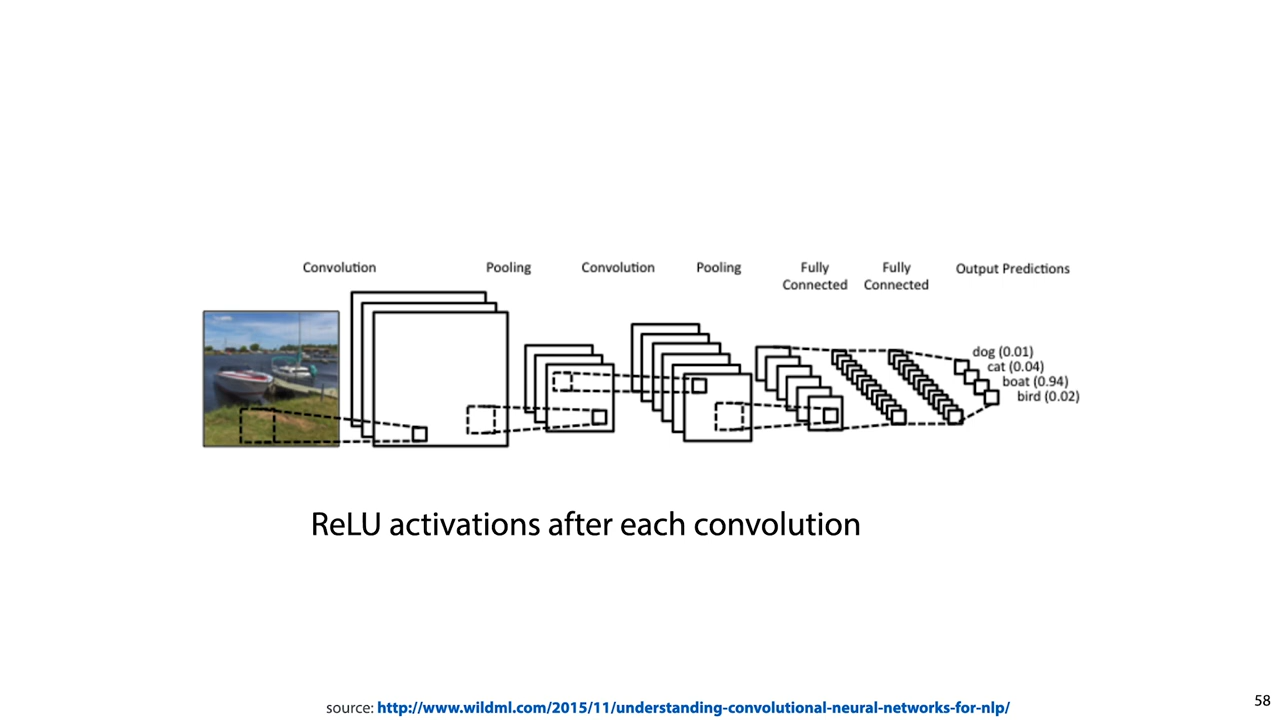 Convolution
Pooling
Convolution
Pooling
Fully
Connected
Fully
Connected
Output Predictions
dog (0.01)
cat (0.04)
boat (0.94)
bird (0.02)
ReLU activations after each convolution
source: http://www.wildml.com/2015/11/understanding-convolutional-neural-networks-for-nlp/
58